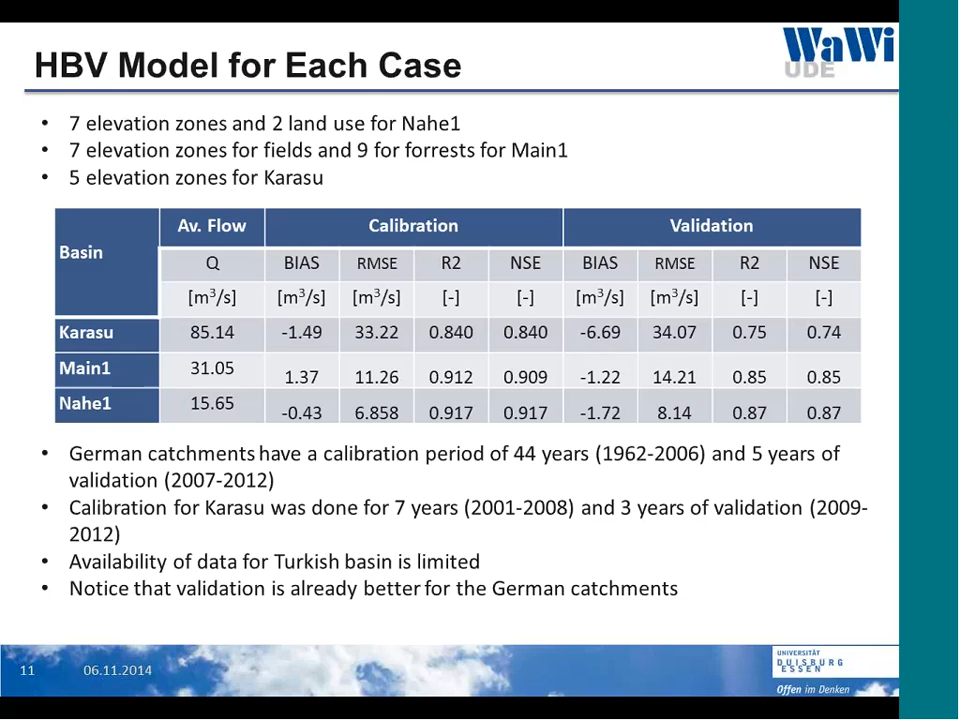 HBV Model for Each Case
WaWi
UDE
• 7 elevation zones and 2 land use for Nahe1
• 7 elevation zones for fields and 9 for forrests for Main1
• 5 elevation zones for Karasu
Basin Av. Flow Calibration Validation
Q BIAS RMSE R2 NSE BIAS RMSE R2 NSE
[m³/s] [m³/s] [m³/s] [-] [-] [m³/s] [m³/s] [-] [-]
Karasu 85.14 -1.49 33.22 0.840 0.840 -6.69 34.07 0.75 0.74
Main1 31.05 1.37 11.26 0.912 0.909 -1.22 14.21 0.85 0.85
Nahe1 15.65 -0.43 6.858 0.917 0.917 -1.72 8.14 0.87 0.87
• German catchments have a calibration period of 44 years (1962-2006) and 5 years of
validation (2007-2012)
• Calibration for Karasu was done for 7 years (2001-2008) and 3 years of validation (2009-
2012)
• Availability of data for Turkish basin is limited
• Notice that validation is already better for the German catchments
11 06.11.2014
UNIVERSITÄT
DUISBURG
ESSEN
Offen im Denken